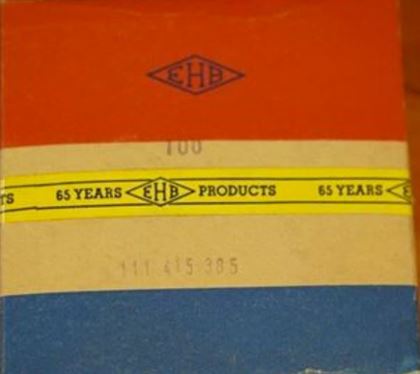 EHB
100
TS 65 YEARS EHB PRODUCTS 65 YEARS E
111 415 385